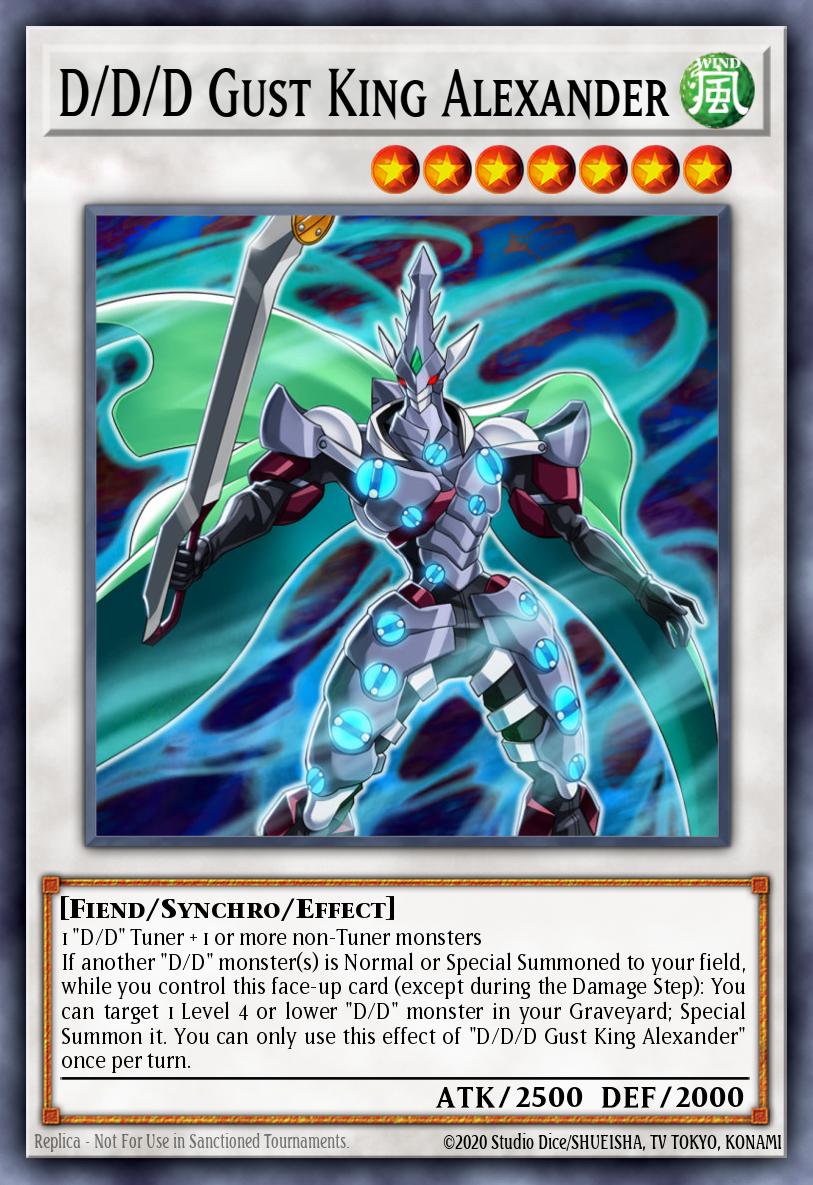 D/D/D Gust King Alexander
WIND
風
[Fiend/Synchro/Effect]
1 "D/D" Tuner + 1 or more non-Tuner monsters
If another "D/D" monster(s) is Normal or Special Summoned to your field,
while you control this face-up card (except during the Damage Step): You
can target 1 Level 4 or lower "D/D" monster in your Graveyard; Special
Summon it. You can only use this effect of "D/D/D Gust King Alexander"
once per turn.
ATK/2500 DEF/2000
Replica - Not For Use in Sanctioned Tournaments.
©2020 Studio Dice/SHUEISHA, TV TOKYO, KONAMI